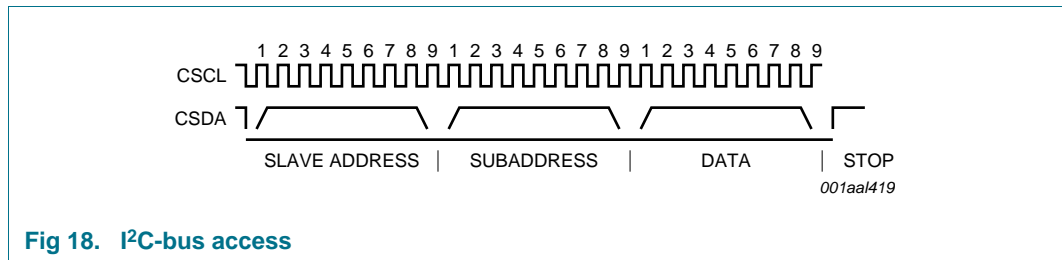 1 2 3 4 5 6 7 8 9 1 2 3 4 5 6 7 8 9 1 2 3 4 5 6 7 8 9
CSCL
CSDA
SLAVE ADDRESS | SUBADDRESS | DATA | STOP
001aal419
Fig 18. I²C-bus access